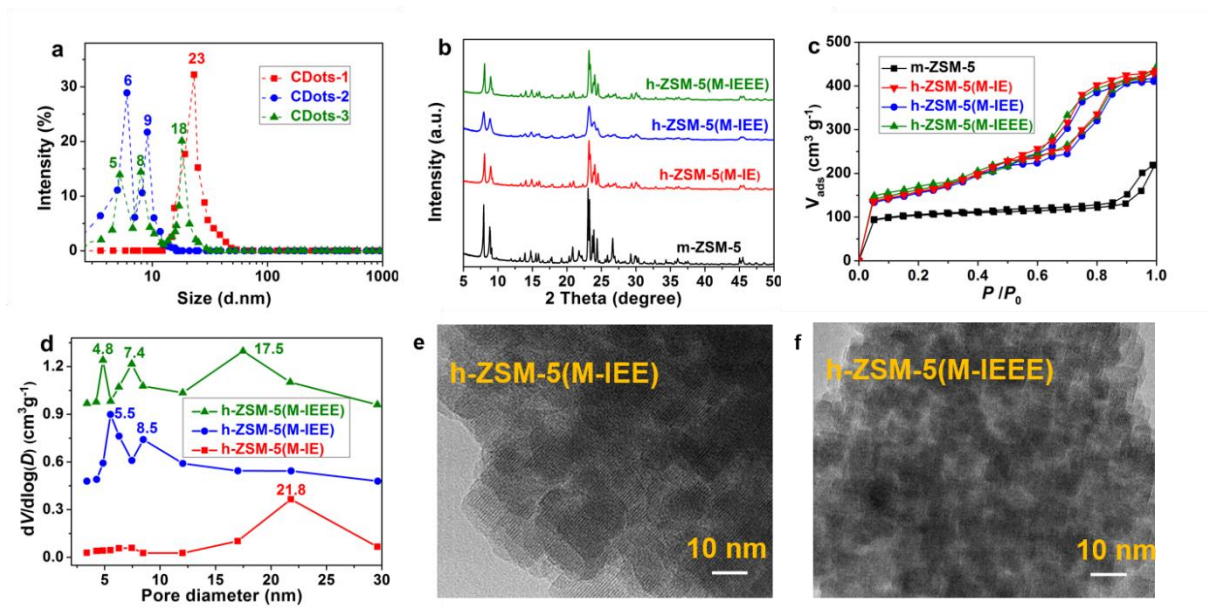 a
23
6
9
18
5
8
CDots-1
CDots-2
CDots-3
Intensity (%)
30
20
10
0
10
100
1000
Size (d.nm)
b
h-ZSM-5(M-IEEE)
h-ZSM-5(M-IEE)
h-ZSM-5(M-IE)
m-ZSM-5
Intensity (a.u.)
5 10 15 20 25 30 35 40 45 50
2 Theta (degree)
c
m-ZSM-5
h-ZSM-5(M-IE)
h-ZSM-5(M-IEE)
h-ZSM-5(M-IEEE)
Vads (cm³ g⁻¹)
500
400
300
200
100
0
0.0 0.2 0.4 0.6 0.8 1.0
P /P₀
d
4.8
7.4
17.5
h-ZSM-5(M-IEEE)
h-ZSM-5(M-IEE)
h-ZSM-5(M-IE)
5.5
8.5
21.8
dV/dlog(D) (cm³g⁻¹)
1.2
0.9
0.6
0.3
0.0
5 10 15 20 25 30
Pore diameter (nm)
e
h-ZSM-5(M-IEE)
10 nm
f
h-ZSM-5(M-IEEE)
10 nm